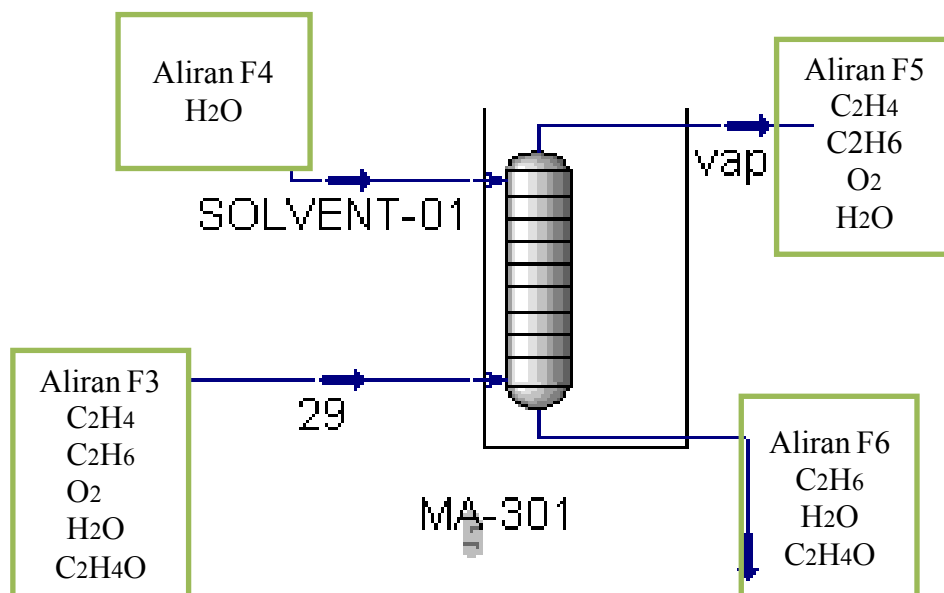 Aliran F4
H2O
SOLVENT-01
Aliran F5
C2H4
C2H6
O2
H2O
vap
Aliran F3
C2H4
C2H6
O2
H2O
C2H4O
29
MA-301
Aliran F6
C2H6
H2O
C2H4O